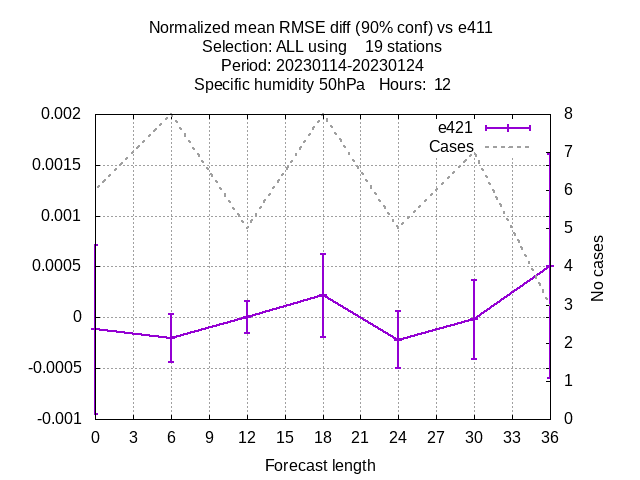 Normalized mean RMSE diff (90% conf) vs e411
Selection: ALL using    19 stations
Period: 20230114-20230124
Specific humidity 50hPa   Hours:  12
0.002
0.0015
0.001
0.0005
0
-0.0005
-0.001
e421
Cases
8
7
6
5
4
3
2
1
0
No cases
0 3 6 9 12 15 18 21 24 27 30 33 36
Forecast length